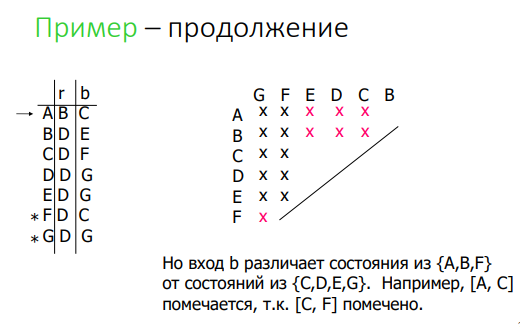 Пример – продолжение
r b
→ A B C
B D E
C D F
D D G
E D G
* F D C
* G D G
G F E D C B
A x x x x x
B x x x x x
C x x
D x x
E x x
F x
Но вход b различает состояния из {A,B,F}
от состояний из {C,D,E,G}. Например, [A, C]
помечается, т.к. [C, F] помечено.